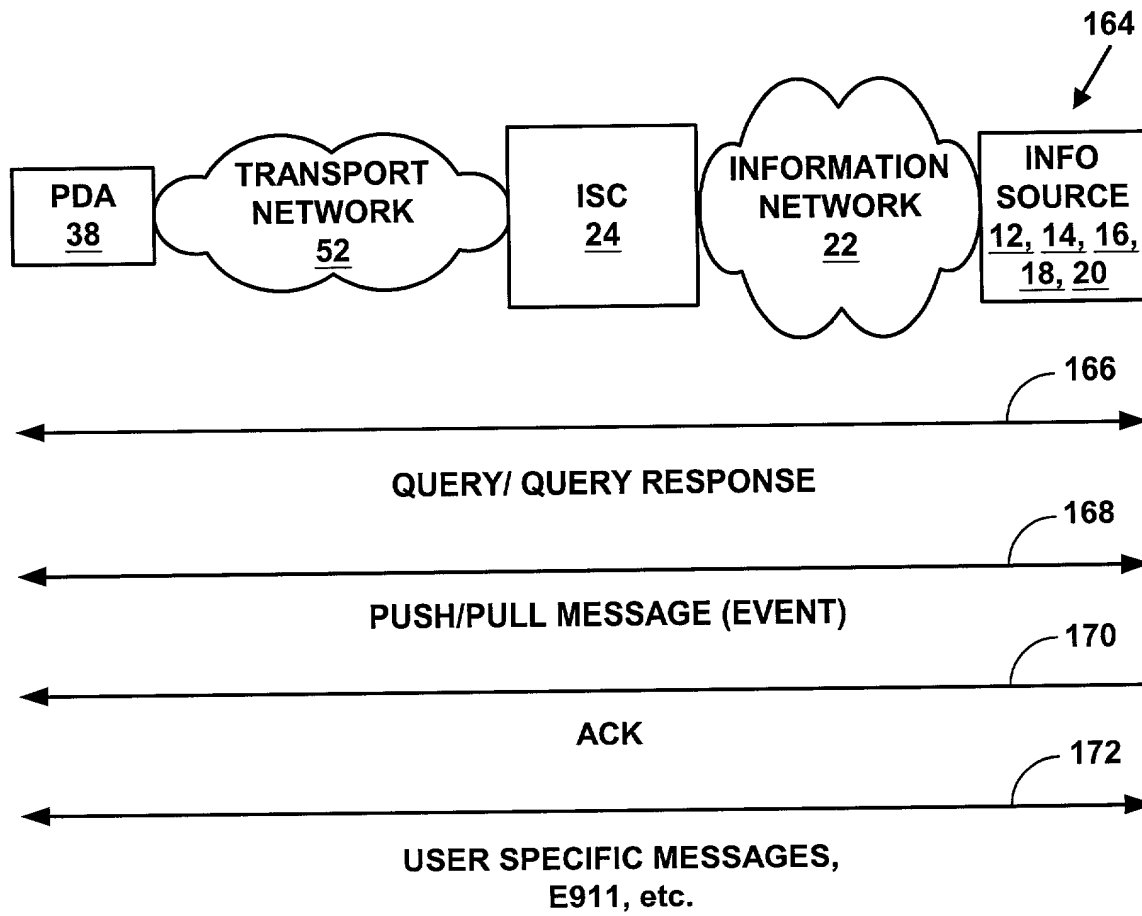 164
PDA
38
TRANSPORT
NETWORK
52
ISC
24
INFORMATION
NETWORK
22
INFO
SOURCE
12, 14, 16,
18, 20
166
QUERY/ QUERY RESPONSE
168
PUSH/PULL MESSAGE (EVENT)
170
ACK
172
USER SPECIFIC MESSAGES,
E911, etc.